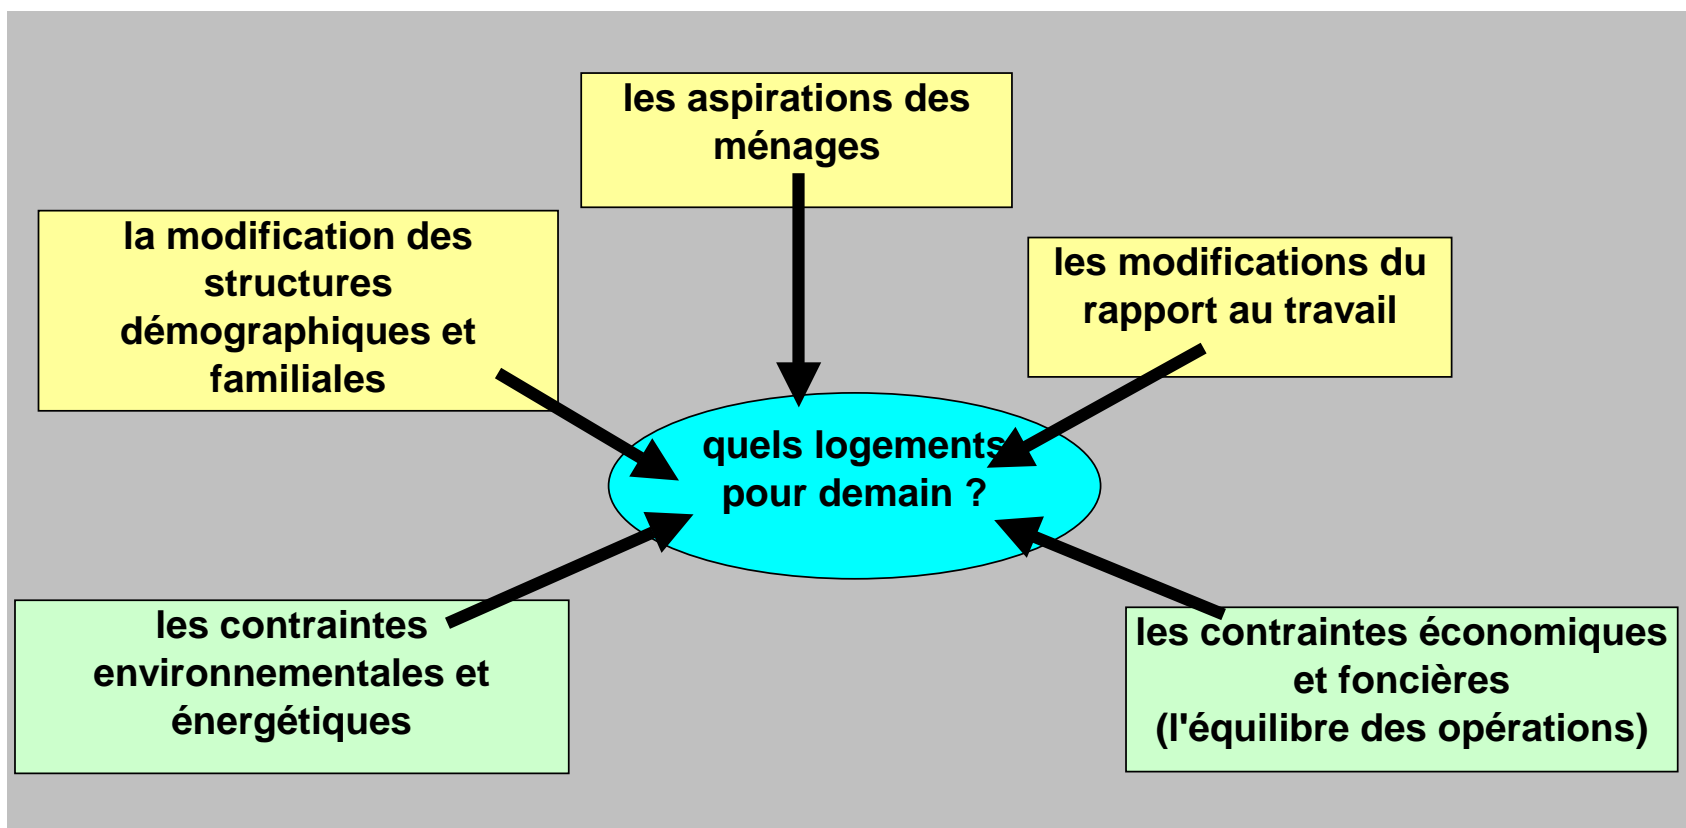 les aspirations des
ménages
la modification des
structures
démographiques et
familiales
les modifications du
rapport au travail
quels logements
pour demain ?
les contraintes
environnementales et
énergétiques
les contraintes économiques
et foncières
(l'équilibre des opérations)